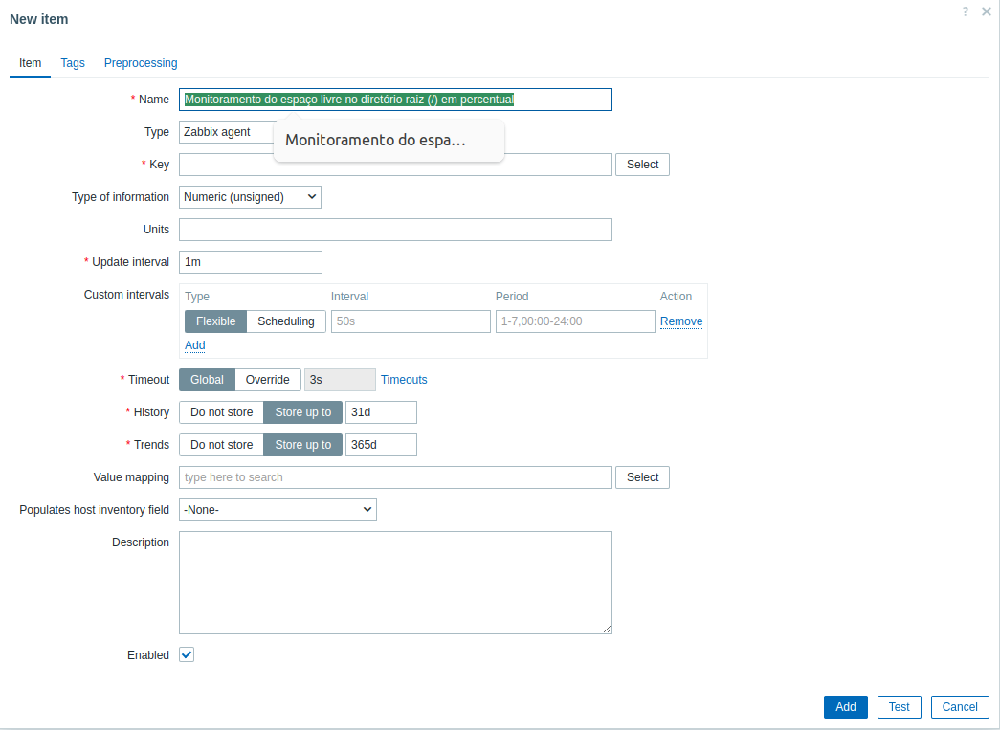 New item
?
Item Tags Preprocessing
* Name Monitoramento do espaço livre no diretório raiz (/) em percentual
Type Zabbix agent
Monitoramento do espa...
* Key Select
Type of information Numeric (unsigned)
Units
* Update interval 1m
Custom intervals Type Interval Period Action
Flexible Scheduling 50s 1-7,00:00-24:00 Remove
Add
* Timeout Global Override 3s Timeouts
* History Do not store Store up to 31d
* Trends Do not store Store up to 365d
Value mapping type here to search Select
Populates host inventory field -None-
Description
Enabled
Add Test Cancel